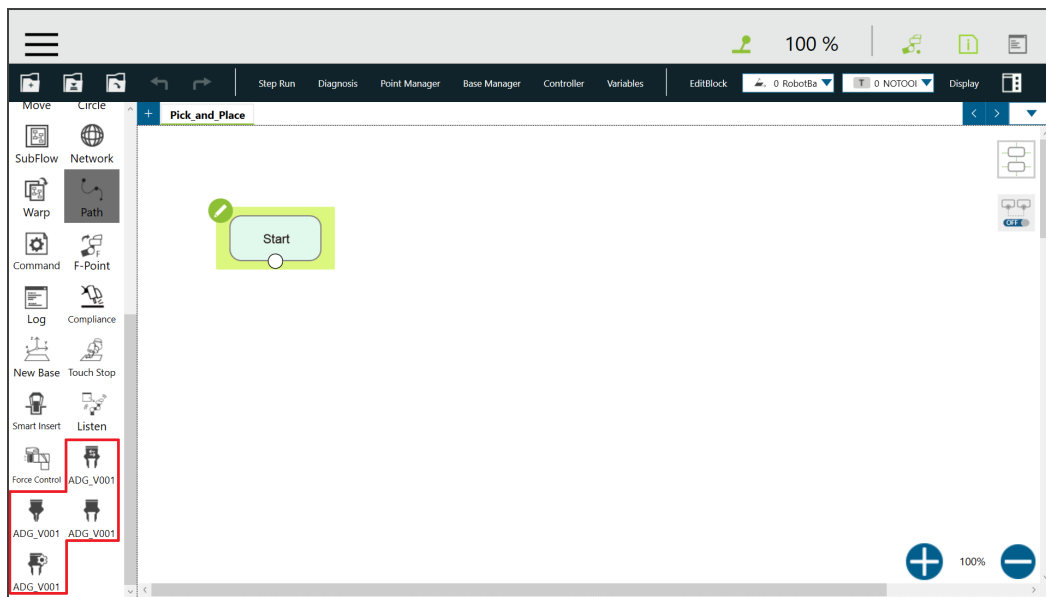 100 %
Step Run Diagnosis Point Manager Base Manager Controller Variables EditBlock 0 RobotBa T 0 NOTOOL Display
Move Circle
Pick_and_Place
SubFlow Network
Warp Path
Start
OFF
Command F-Point
F
Log Compliance
New Base Touch Stop
Smart Insert Listen
Force Control ADG_V001
ADG_V001 ADG_V001
100%
ADG_V001